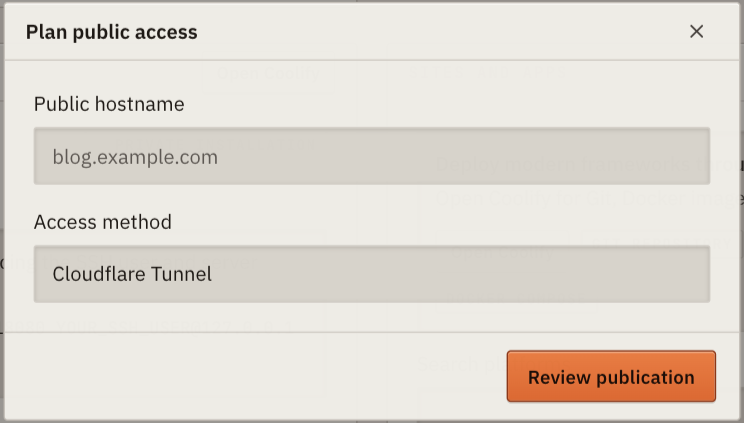 Plan public access
Public hostname
blog.example.com
Access method
Cloudflare Tunnel
Review publication